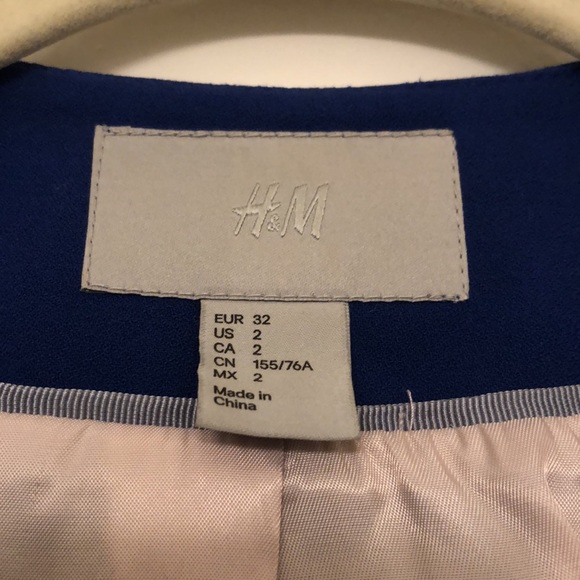 H&M
EUR 32
US 2
CA 2
CN 155/76A
MX 2
Made in
China